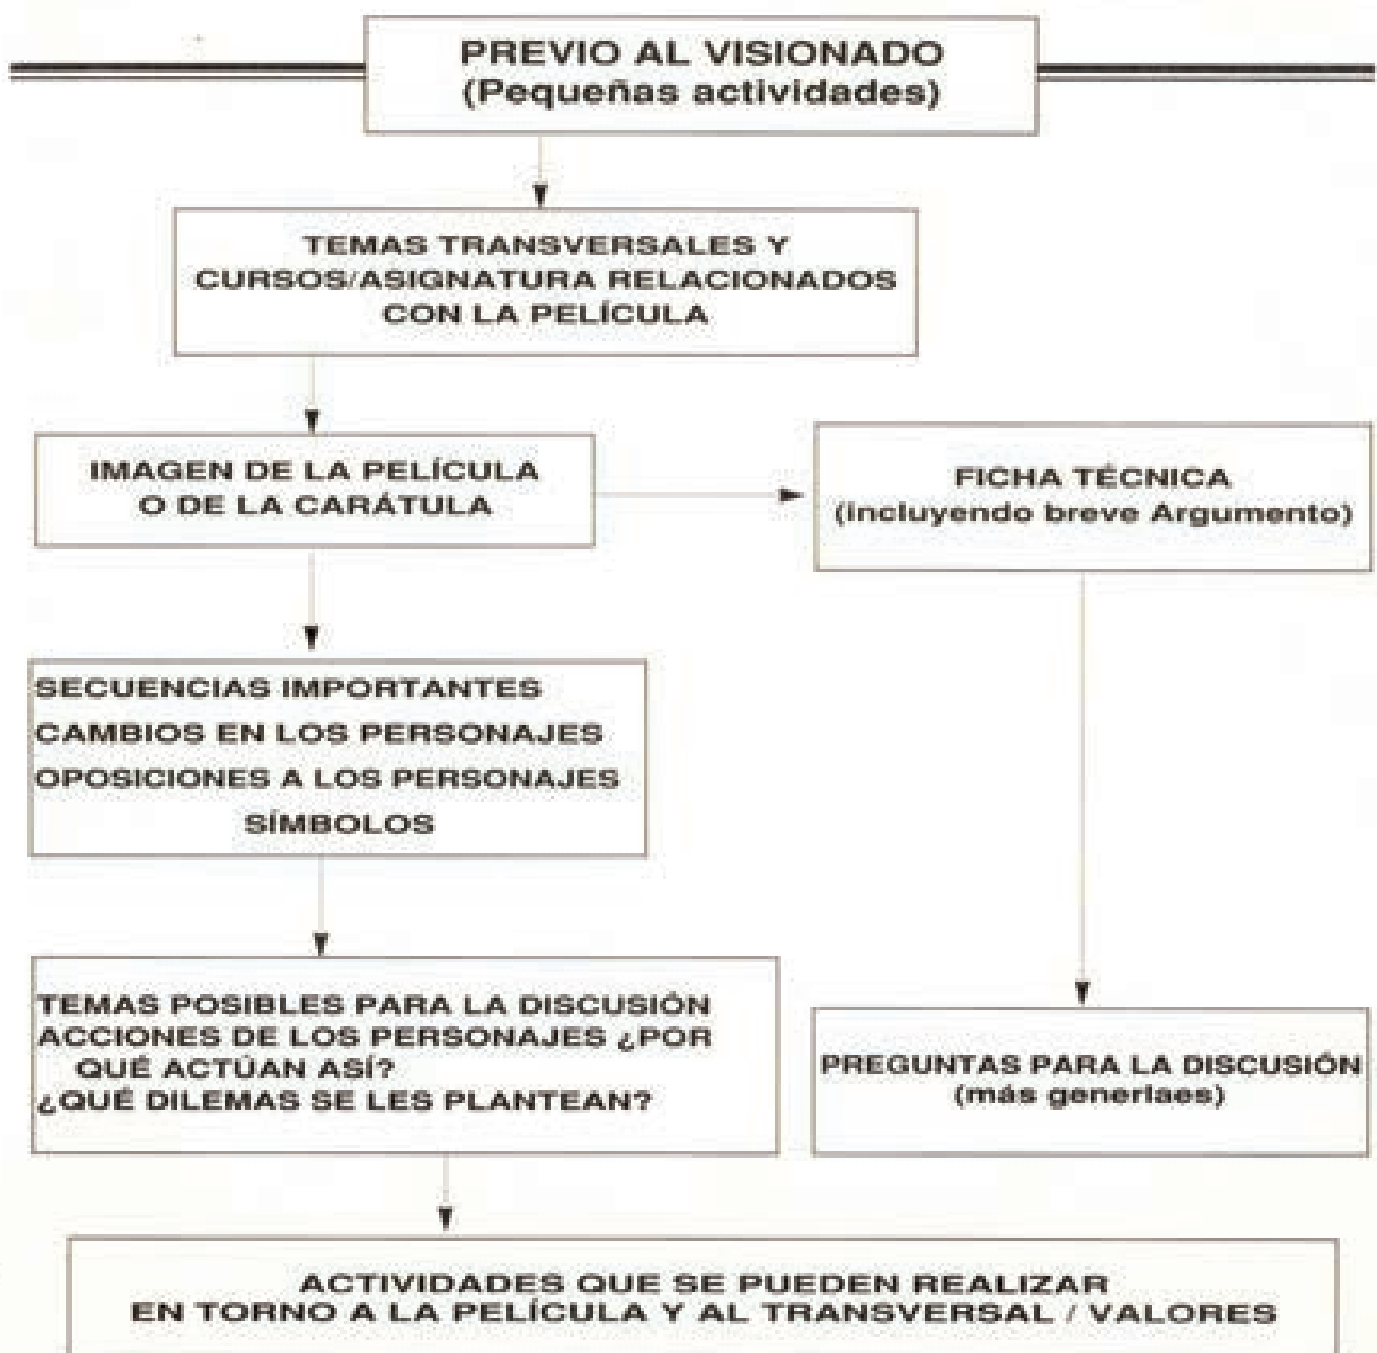 PREVIO AL VISIONADO
(Pequeñas actividades)
TEMAS TRANSVERSALES Y
CURSOS/ASIGNATURA RELACIONADOS
CON LA PELÍCULA
IMAGEN DE LA PELÍCULA
O DE LA CARÁTULA
FICHA TÉCNICA
(incluyendo breve Argumento)
SECUENCIAS IMPORTANTES
CAMBIOS EN LOS PERSONAJES
OPOSICIONES A LOS PERSONAJES
SÍMBOLOS
TEMAS POSIBLES PARA LA DISCUSIÓN
ACCIONES DE LOS PERSONAJES ¿POR
QUÉ ACTÚAN ASÍ?
¿QUÉ DILEMAS SE LES PLANTEAN?
PREGUNTAS PARA LA DISCUSIÓN
(más generlaes)
ACTIVIDADES QUE SE PUEDEN REALIZAR
EN TORNO A LA PELÍCULA Y AL TRANSVERSAL / VALORES